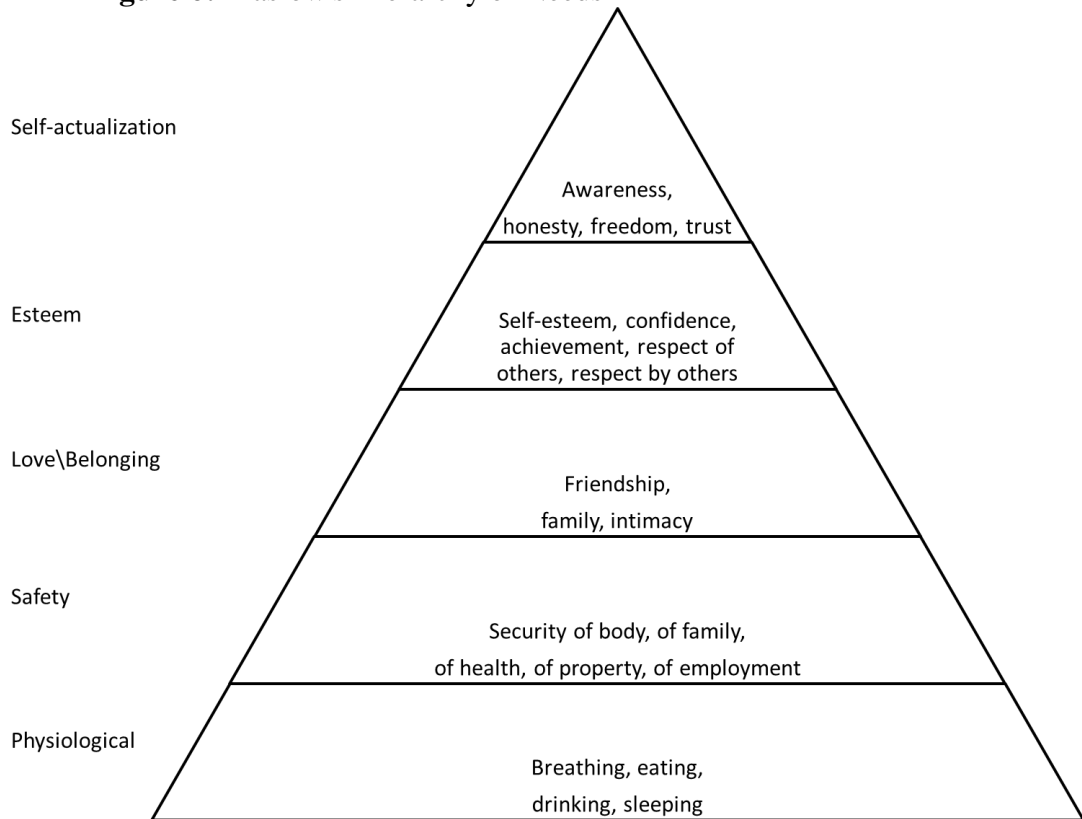 Self-actualization
Awareness,
honesty, freedom, trust
Esteem
Self-esteem, confidence,
achievement, respect of
others, respect by others
Love\Belonging
Friendship,
family, intimacy
Safety
Security of body, of family,
of health, of property, of employment
Physiological
Breathing, eating,
drinking, sleeping